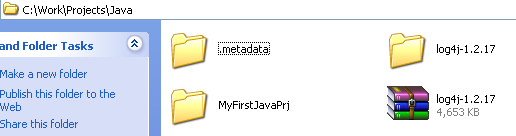 C:\Work\Projects\Java
and Folder Tasks
Make a new folder
Publish this folder to the
Web
Share this folder
.metadata
log4j-1.2.17
MyFirstJavaPrj
log4j-1.2.17
4,653 KB